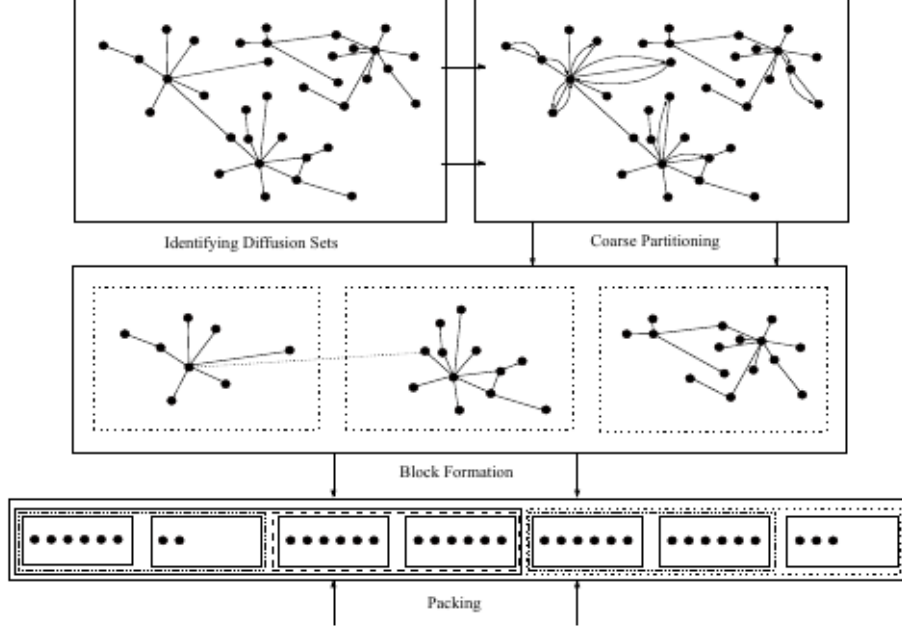 Identifying Diffusion Sets
Coarse Partitioning
Block Formation
Packing